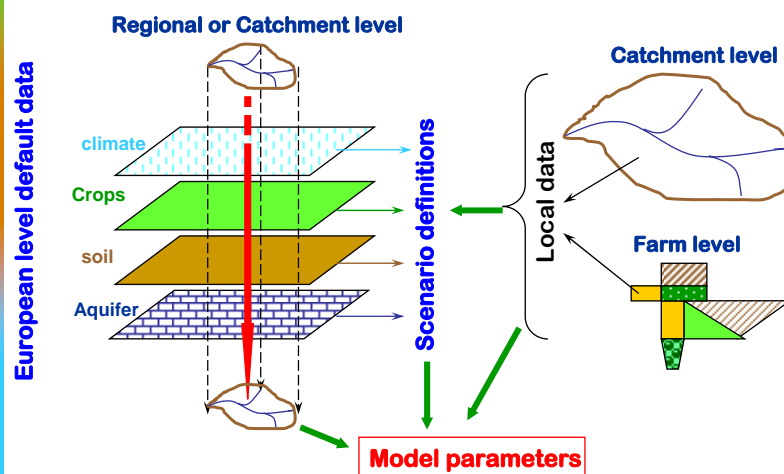 Regional or Catchment level
European level default data
climate
Crops
soil
Aquifer
Scenario definitions
Local data
Catchment level
Farm level
Model parameters